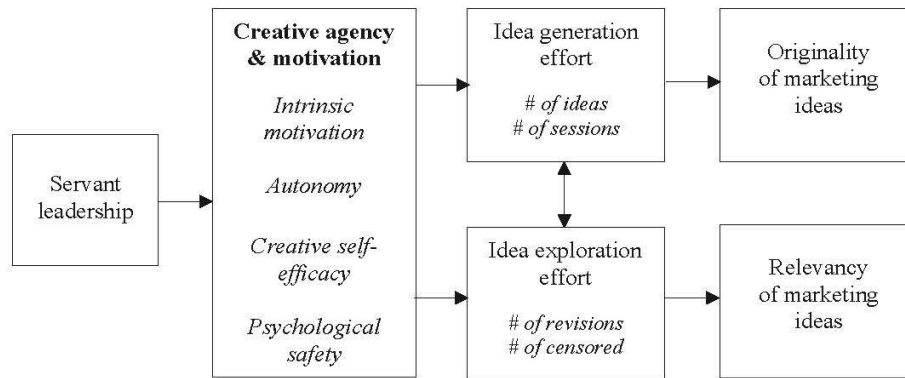 Servant
leadership
Creative agency
& motivation
Intrinsic
motivation
Autonomy
Creative self-
efficacy
Psychological
safety
Idea generation
effort
# of ideas
# of sessions
Idea exploration
effort
# of revisions
# of censored
Originality
of marketing
ideas
Relevancy
of marketing
ideas